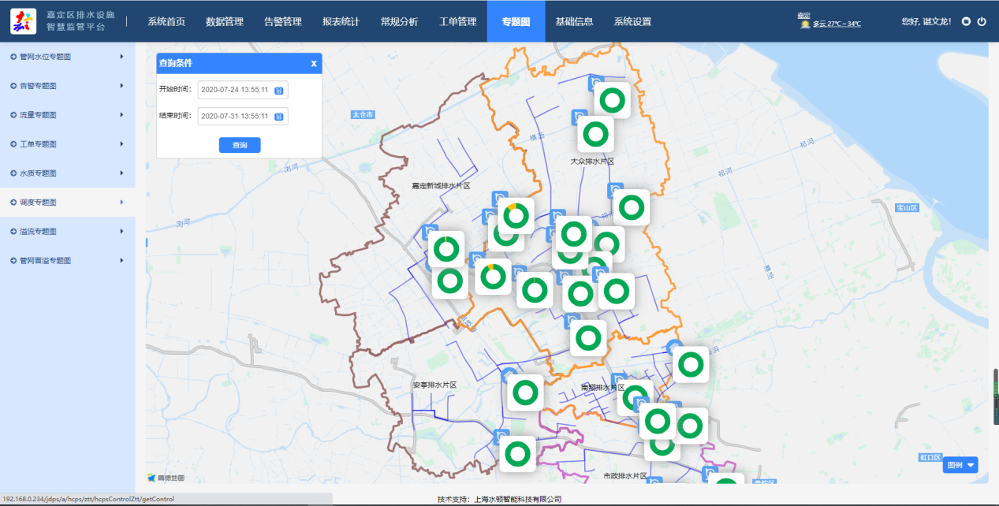 嘉定区排水设施
智慧监管平台
系统首页 数据管理 告警管理 报表统计 常规分析 工单管理 专题图 基础信息 系统设置
嘉定
多云 27℃～34℃
您好, 谌文龙!
管网水位专题图
告警专题图
流量专题图
工单专题图
水质专题图
调度专题图
溢流专题图
管网冒溢专题图
查询条件 x
开始时间: 2020-07-24 13:55:11
结束时间: 2020-07-31 13:55:11
查询
太仓市
横沥
大众排水片区
浏河
祁河
祁河
嘉定新城排水片区
宝山区
浏河
安亭排水片区
南翔排水片区
市政排水片区
虹口区
图例
高德地图
192.168.0.234/jdps/a/hcps/ztt/hcpsControlZtt/getControl
技术支持：上海水顿智能科技有限公司